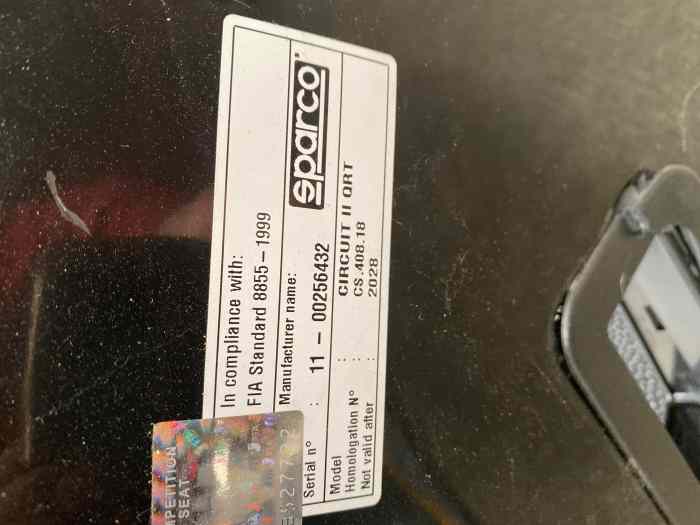 In compliance with:
FIA Standard 8855-1999
Manufacturer name: sparco
Serial n° : 11 - 00256432
Model : CIRCUIT II QRT
Homologation N° : CS.408.18
Not valid after : 2028
SEAT